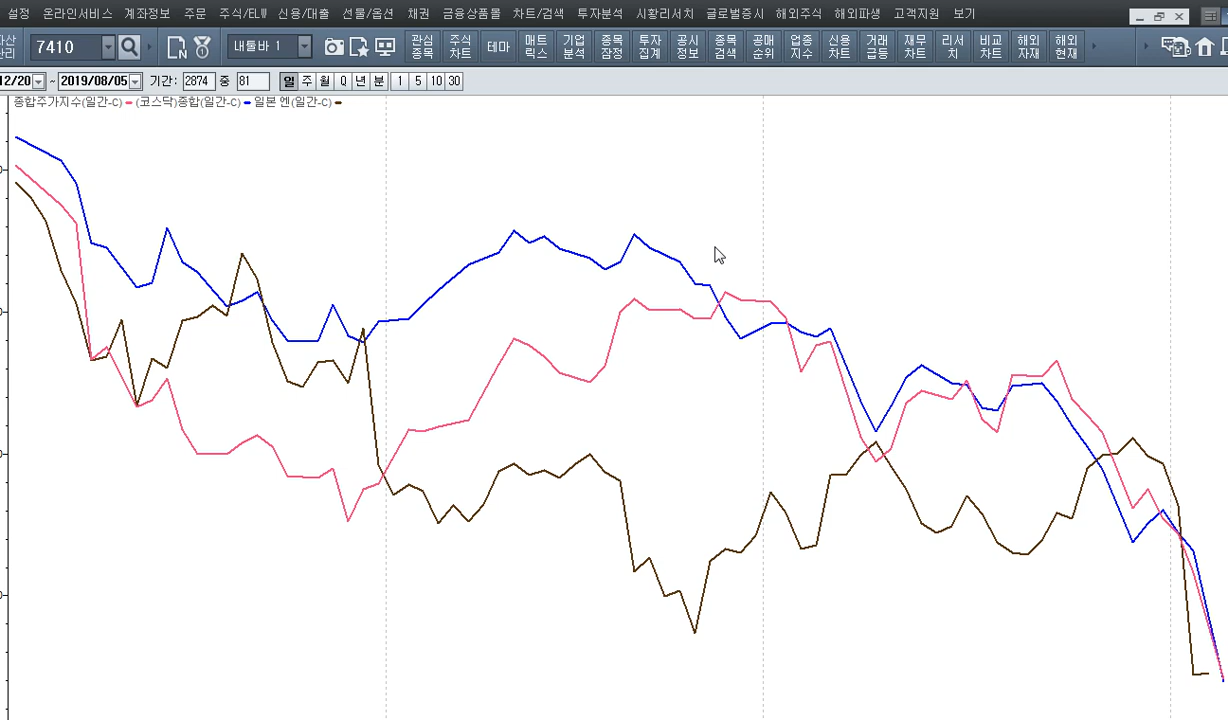 설정 온라인서비스 계좌정보 주문 주식/ELW 신용/대출 선물/옵션 채권 금융상품몰 차트/검색 투자분석 시황리서치 글로벌증시 해외주식 해외파생 고객지원 보기
자산관리 7410 내툴바 1 관심종목 주식차트 테마 매트릭스 기업분석 종목잠정 투자집계 공시정보 종목검색 공매순위 업종지수 신용차트 거래급등 재무차트 리서치 비교차트 해외자재 해외현재
12/20 ~ 2019/08/05 기간: 2874 중 81 일 주 월 Q 년 분 1 5 10 30
종합주가지수(일간-C) (코스닥)종합(일간-C) 일본 엔(일간-C)